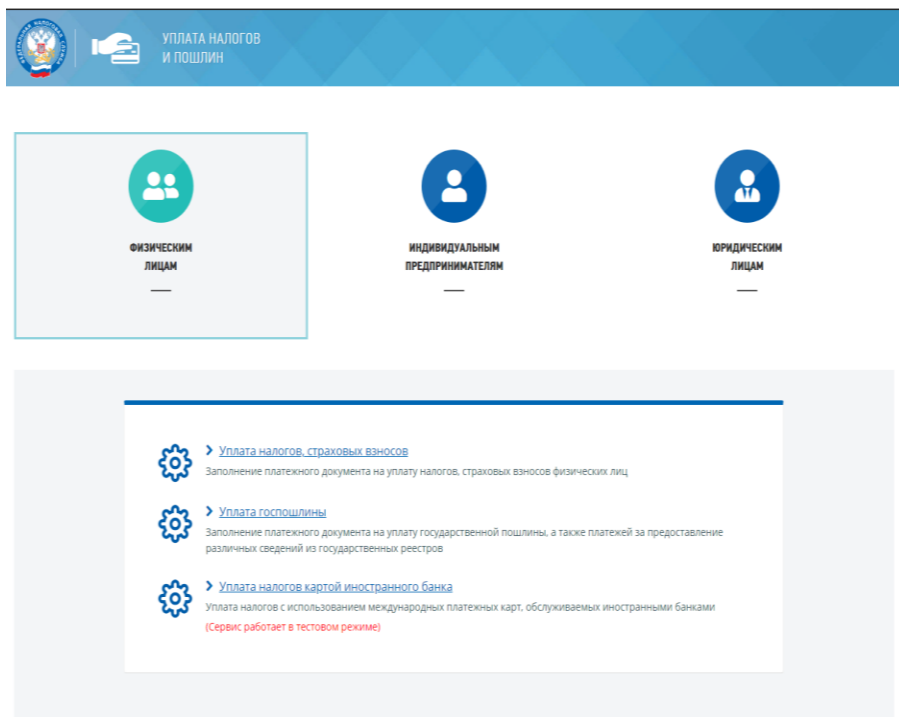 УПЛАТА НАЛОГОВ
И ПОШЛИН
ФИЗИЧЕСКИМ
ЛИЦАМ
ИНДИВИДУАЛЬНЫМ
ПРЕДПРИНИМАТЕЛЯМ
ЮРИДИЧЕСКИМ
ЛИЦАМ
Уплата налогов, страховых взносов
Заполнение платежного документа на уплату налогов, страховых взносов физических лиц
Уплата госпошлины
Заполнение платежного документа на уплату государственной пошлины, а также платежей за предоставление
различных сведений из государственных реестров
Уплата налогов картой иностранного банка
Уплата налогов с использованием международных платежных карт, обслуживаемых иностранными банками
(Сервис работает в тестовом режиме)